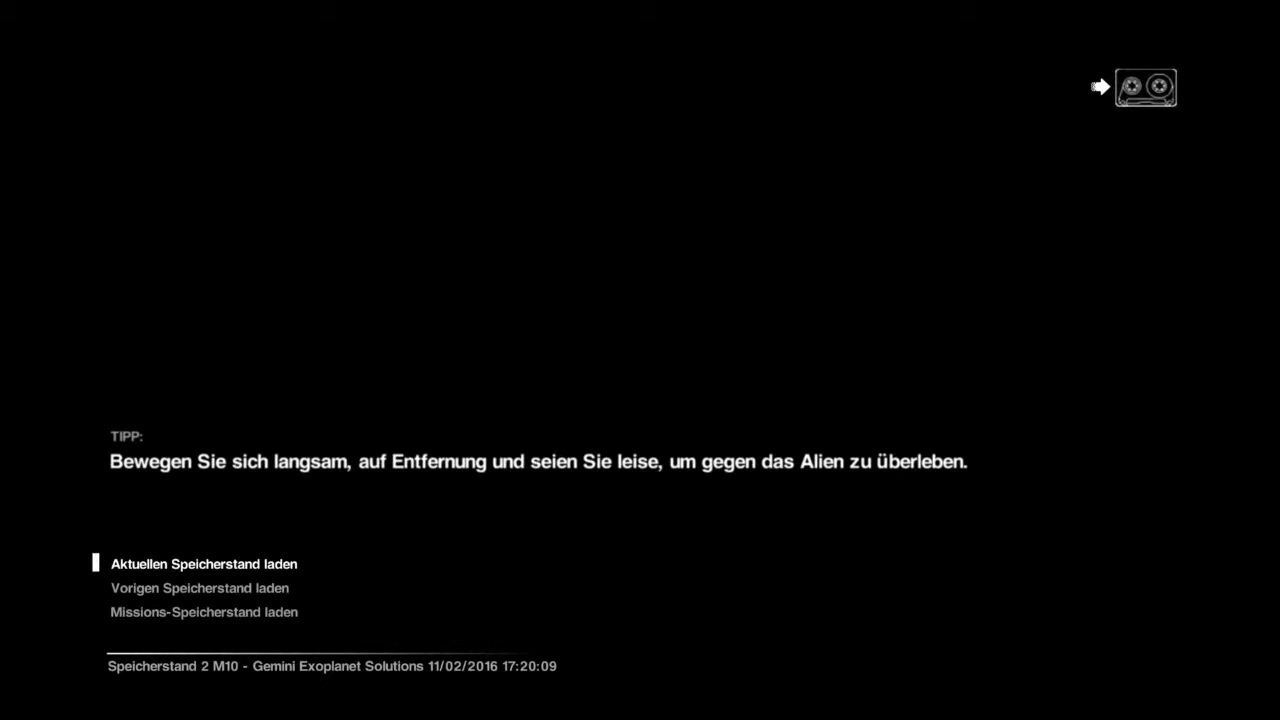 TIPP:
Bewegen Sie sich langsam, auf Entfernung und seien Sie leise, um gegen das Alien zu überleben.
Aktuellen Speicherstand laden
Vorigen Speicherstand laden
Missions-Speicherstand laden
Speicherstand 2 M10 - Gemini Exoplanet Solutions 11/02/2016 17:20:09